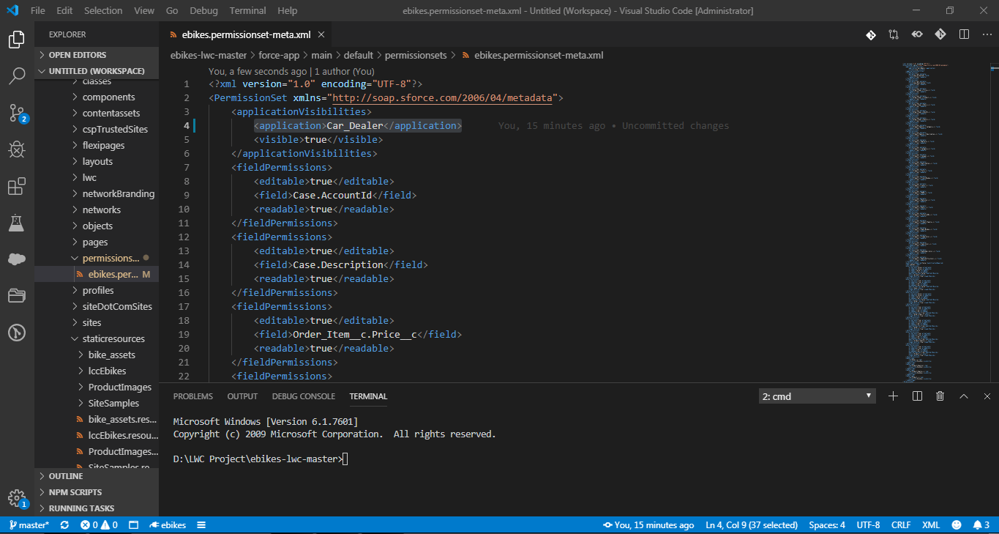 File Edit Selection View Go Debug Terminal Help
ebikes.permissionset-meta.xml - Untitled (Workspace) - Visual Studio Code [Administrator]
EXPLORER
OPEN EDITORS
UNTITLED (WORKSPACE)
classes
components
contentassets
cspTrustedSites
flexipages
layouts
lwc
networkBranding
networks
objects
pages
permissions...
ebikes.per... M
profiles
siteDotComSites
sites
staticresources
bike_assets
lccEbikes
ProductImages
SiteSamples
bike_assets.res...
lccEbikes.resou...
ProductImages...
SiteSamples.re...
OUTLINE
NPM SCRIPTS
RUNNING TASKS
2
1
ebikes.permissionset-meta.xml
ebikes-lwc-master > force-app > main > default > permissionsets > ebikes.permissionset-meta.xml
You, a few seconds ago | 1 author (You)
1 <?xml version="1.0" encoding="UTF-8"?>
2 <PermissionSet xmlns="http://soap.sforce.com/2006/04/metadata">
3 <applicationVisibilities>
4 <application>Car_Dealer</application> You, 15 minutes ago • Uncommitted changes
5 <visible>true</visible>
6 </applicationVisibilities>
7 <fieldPermissions>
8 <editable>true</editable>
9 <field>Case.AccountId</field>
10 <readable>true</readable>
11 </fieldPermissions>
12 <fieldPermissions>
13 <editable>true</editable>
14 <field>Case.Description</field>
15 <readable>true</readable>
16 </fieldPermissions>
17 <fieldPermissions>
18 <editable>true</editable>
19 <field>Order_Item__c.Price__c</field>
20 <readable>true</readable>
21 </fieldPermissions>
22 <fieldPermissions>
PROBLEMS OUTPUT DEBUG CONSOLE TERMINAL
2: cmd
Microsoft Windows [Version 6.1.7601]
Copyright (c) 2009 Microsoft Corporation.  All rights reserved.
D:\LWC Project\ebikes-lwc-master>
master* 0 0 ebikes
You, 15 minutes ago Ln 4, Col 9 (37 selected) Spaces: 4 UTF-8 CRLF XML 3